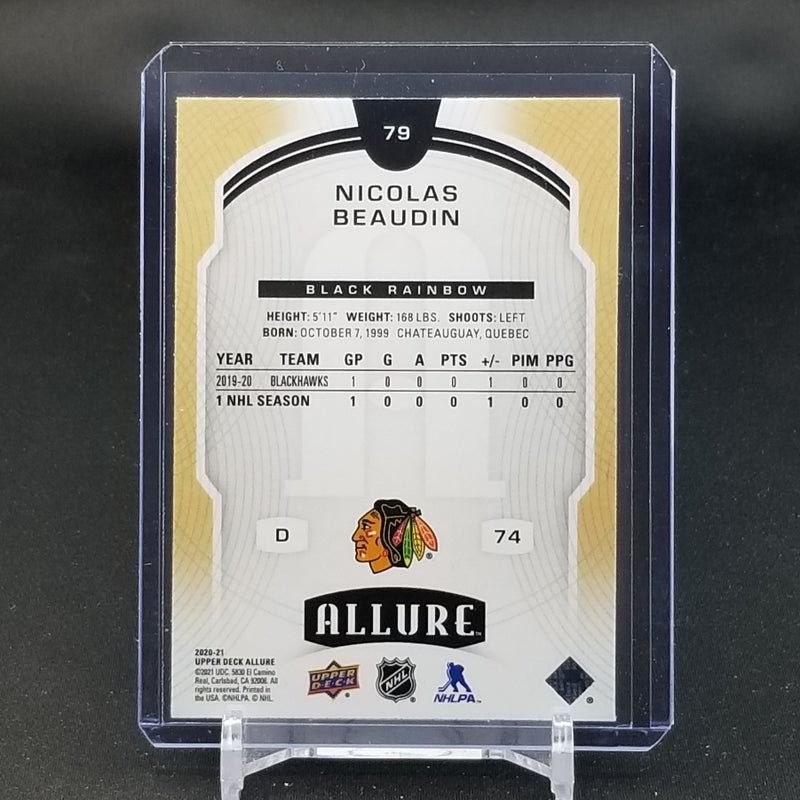 79
NICOLAS
BEAUDIN
BLACK RAINBOW
HEIGHT: 5'11" WEIGHT: 168 LBS. SHOOTS: LEFT
BORN: OCTOBER 7, 1999 CHATEAUGUAY, QUEBEC
YEAR TEAM GP G A PTS +/- PIM PPG
2019-20 BLACKHAWKS 1 0 0 0 1 0 0
1 NHL SEASON 1 0 0 0 1 0 0
D 74
ALLURE™
2020-21
UPPER DECK ALLURE
©2021 UDC. 5830 El Camino
Real, Carlsbad, CA 92008. All
rights reserved. Printed in
the USA. ©NHLPA. © NHL.
UPPER DECK
NHL
NHLPA™